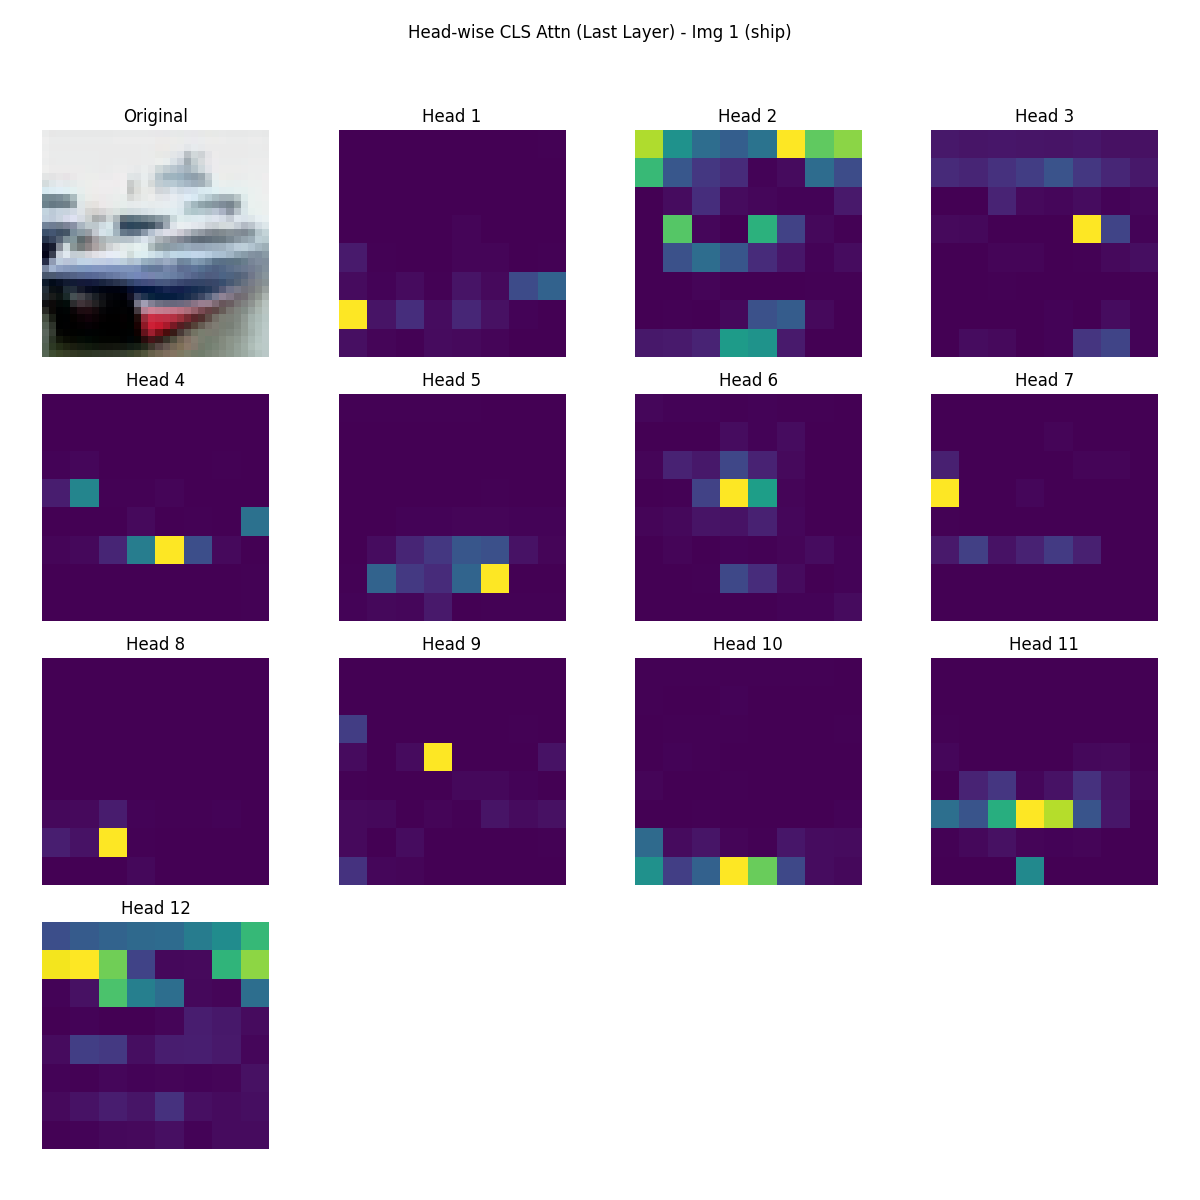 Head-wise CLS Attn (Last Layer) - Img 1 (ship)
Original
Head 1
Head 2
Head 3
Head 4
Head 5
Head 6
Head 7
Head 8
Head 9
Head 10
Head 11
Head 12